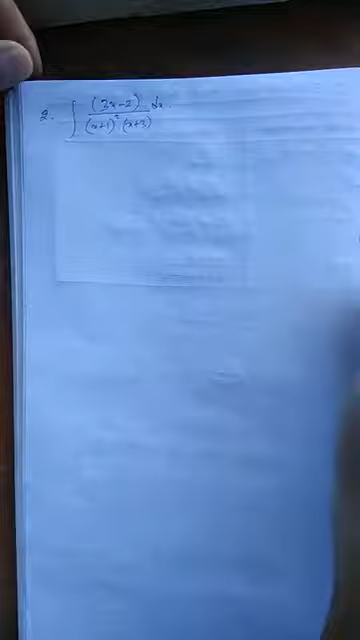 2. ∫ (3x-2) / (x+1)² (x+3) dx